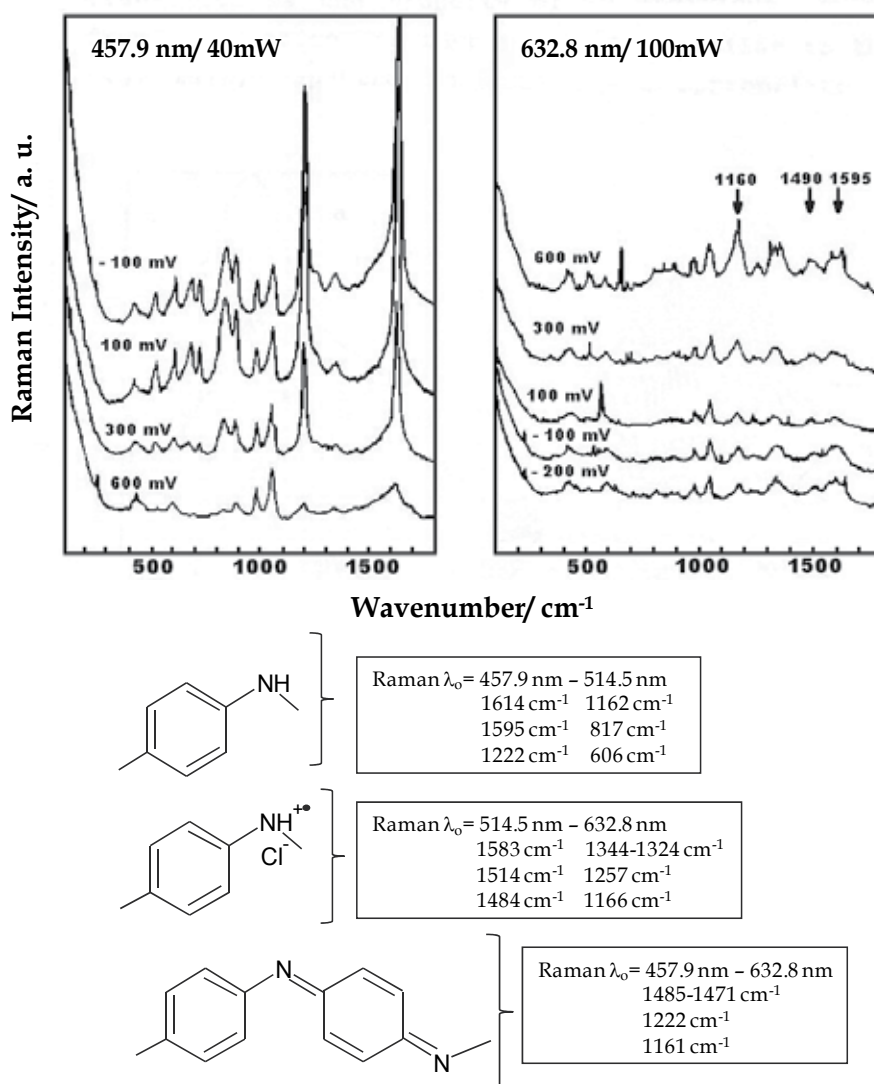 457.9 nm/ 40mW
632.8 nm/ 100mW
Raman Intensity/ a. u.
- 100 mV
100 mV
300 mV
600 mV
500 1000 1500
1160 1490 1595
600 mV
300 mV
100 mV
- 100 mV
- 200 mV
500 1000 1500
Wavenumber/ cm⁻¹
NH
Raman λₒ= 457.9 nm – 514.5 nm
1614 cm⁻¹ 1162 cm⁻¹
1595 cm⁻¹ 817 cm⁻¹
1222 cm⁻¹ 606 cm⁻¹
NH⁺•
Cl⁻
Raman λₒ= 514.5 nm – 632.8 nm
1583 cm⁻¹ 1344-1324 cm⁻¹
1514 cm⁻¹ 1257 cm⁻¹
1484 cm⁻¹ 1166 cm⁻¹
N
N
Raman λₒ= 457.9 nm – 632.8 nm
1485-1471 cm⁻¹
1222 cm⁻¹
1161 cm⁻¹